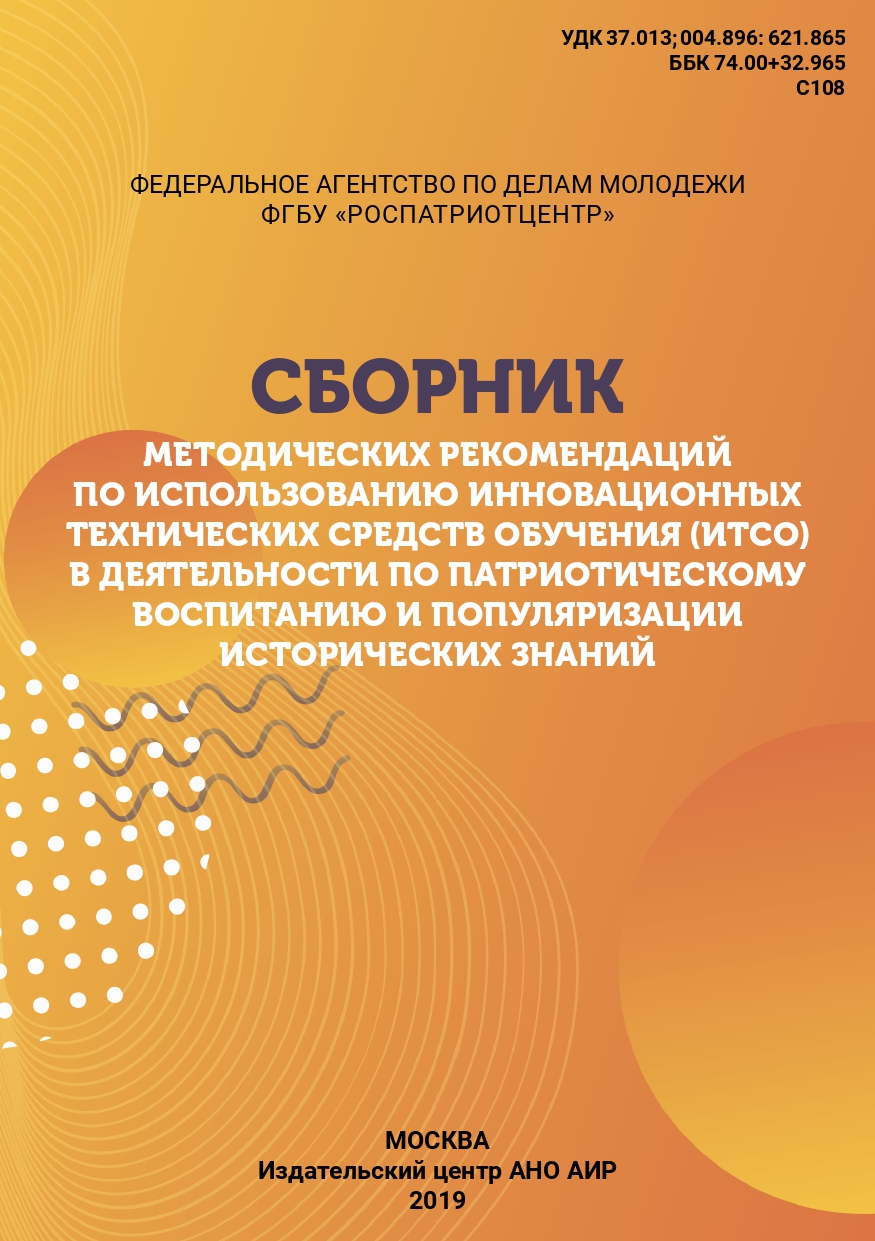 УДК 37.013; 004.896: 621.865
ББК 74.00+32.965
С108
ФЕДЕРАЛЬНОЕ АГЕНТСТВО ПО ДЕЛАМ МОЛОДЕЖИ
ФГБУ «РОСПАТРИОТЦЕНТР»
СБОРНИК
МЕТОДИЧЕСКИХ РЕКОМЕНДАЦИЙ
ПО ИСПОЛЬЗОВАНИЮ ИННОВАЦИОННЫХ
ТЕХНИЧЕСКИХ СРЕДСТВ ОБУЧЕНИЯ (ИТСО)
В ДЕЯТЕЛЬНОСТИ ПО ПАТРИОТИЧЕСКОМУ
ВОСПИТАНИЮ И ПОПУЛЯРИЗАЦИИ
ИСТОРИЧЕСКИХ ЗНАНИЙ
МОСКВА
Издательский центр АНО АИР
2019